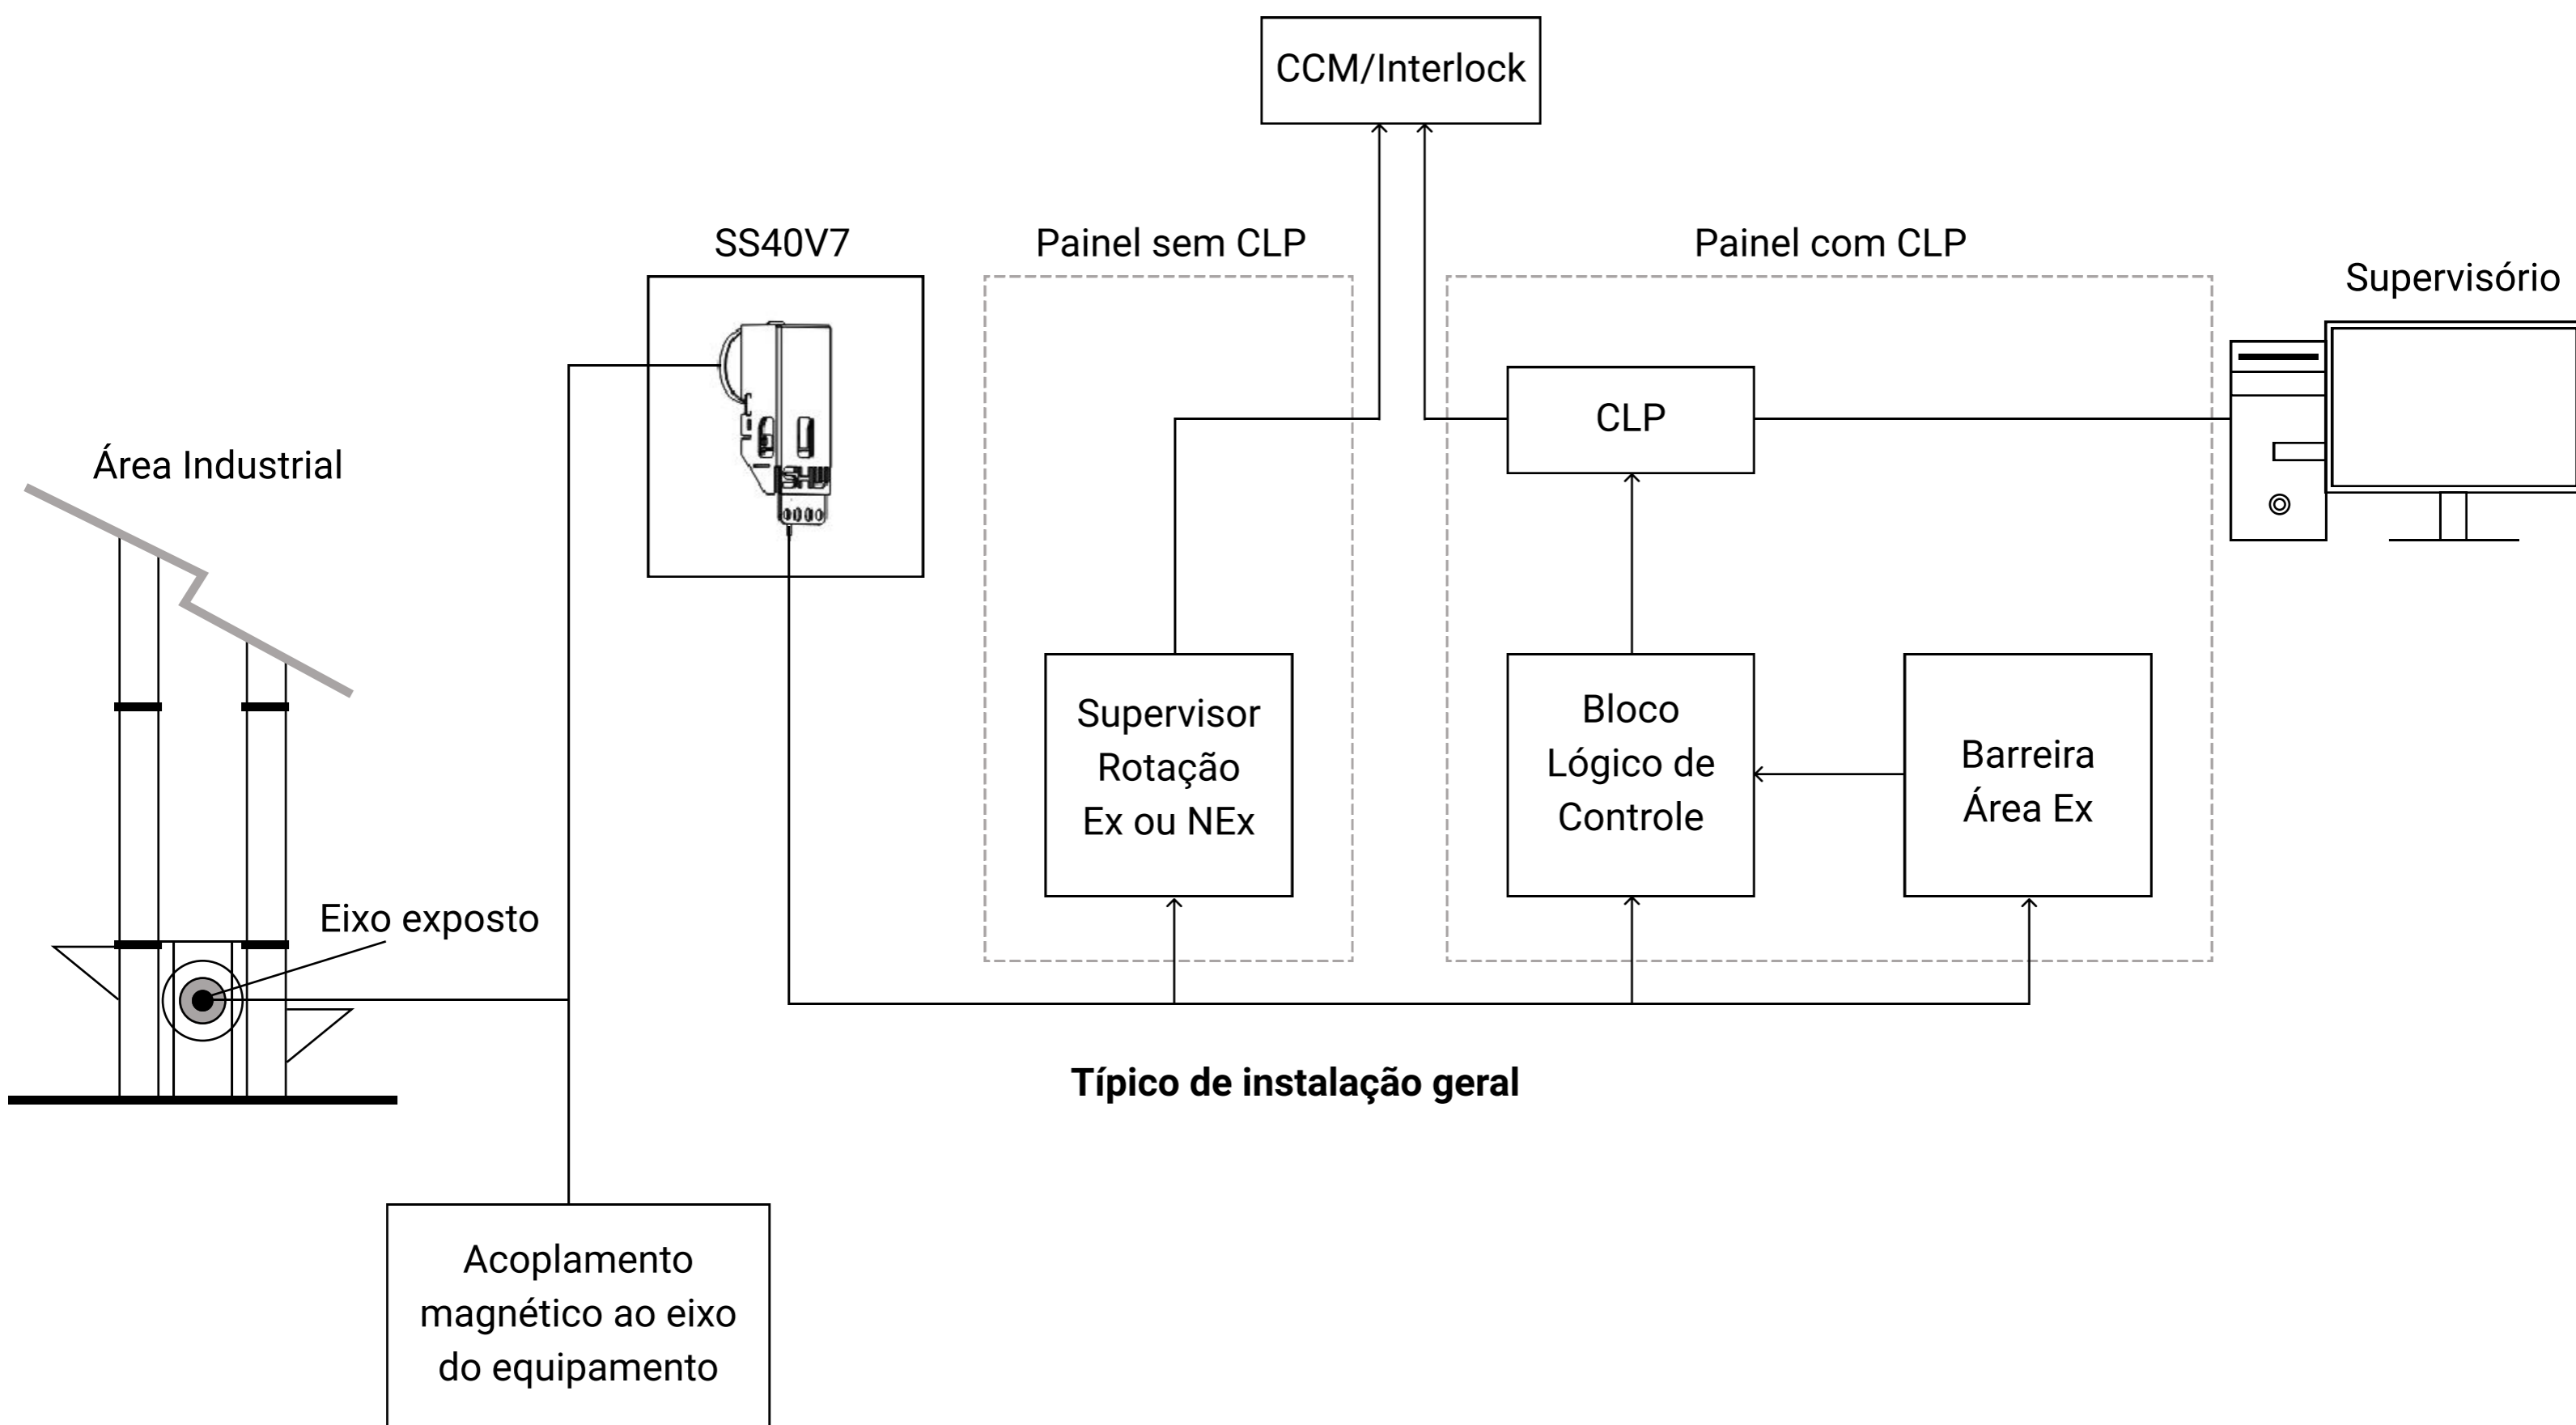 CCM/Interlock
SS40V7
Painel sem CLP
Painel com CLP
Supervisório
CLP
Área Industrial
SHW
Supervisor
Rotação
Ex ou NEx
Bloco
Lógico de
Controle
Barreira
Área Ex
Eixo exposto
Típico de instalação geral
Acoplamento
magnético ao eixo
do equipamento